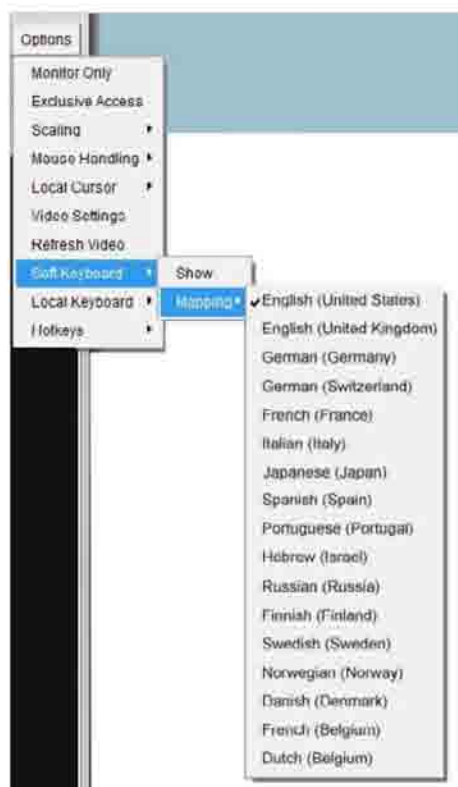 Options
Monitor Only
Exclusive Access
Scaling
Mouse Handling
Local Cursor
Video Settings
Refresh Video
Soft Keyboard
Local Keyboard
Hotkeys
Show
Mapping
English (United States)
English (United Kingdom)
German (Germany)
German (Switzerland)
French (France)
Italian (Italy)
Japanese (Japan)
Spanish (Spain)
Portuguese (Portugal)
Hebrew (Israel)
Russian (Russia)
Finnish (Finland)
Swedish (Sweden)
Norwegian (Norway)
Danish (Denmark)
French (Belgium)
Dutch (Belgium)